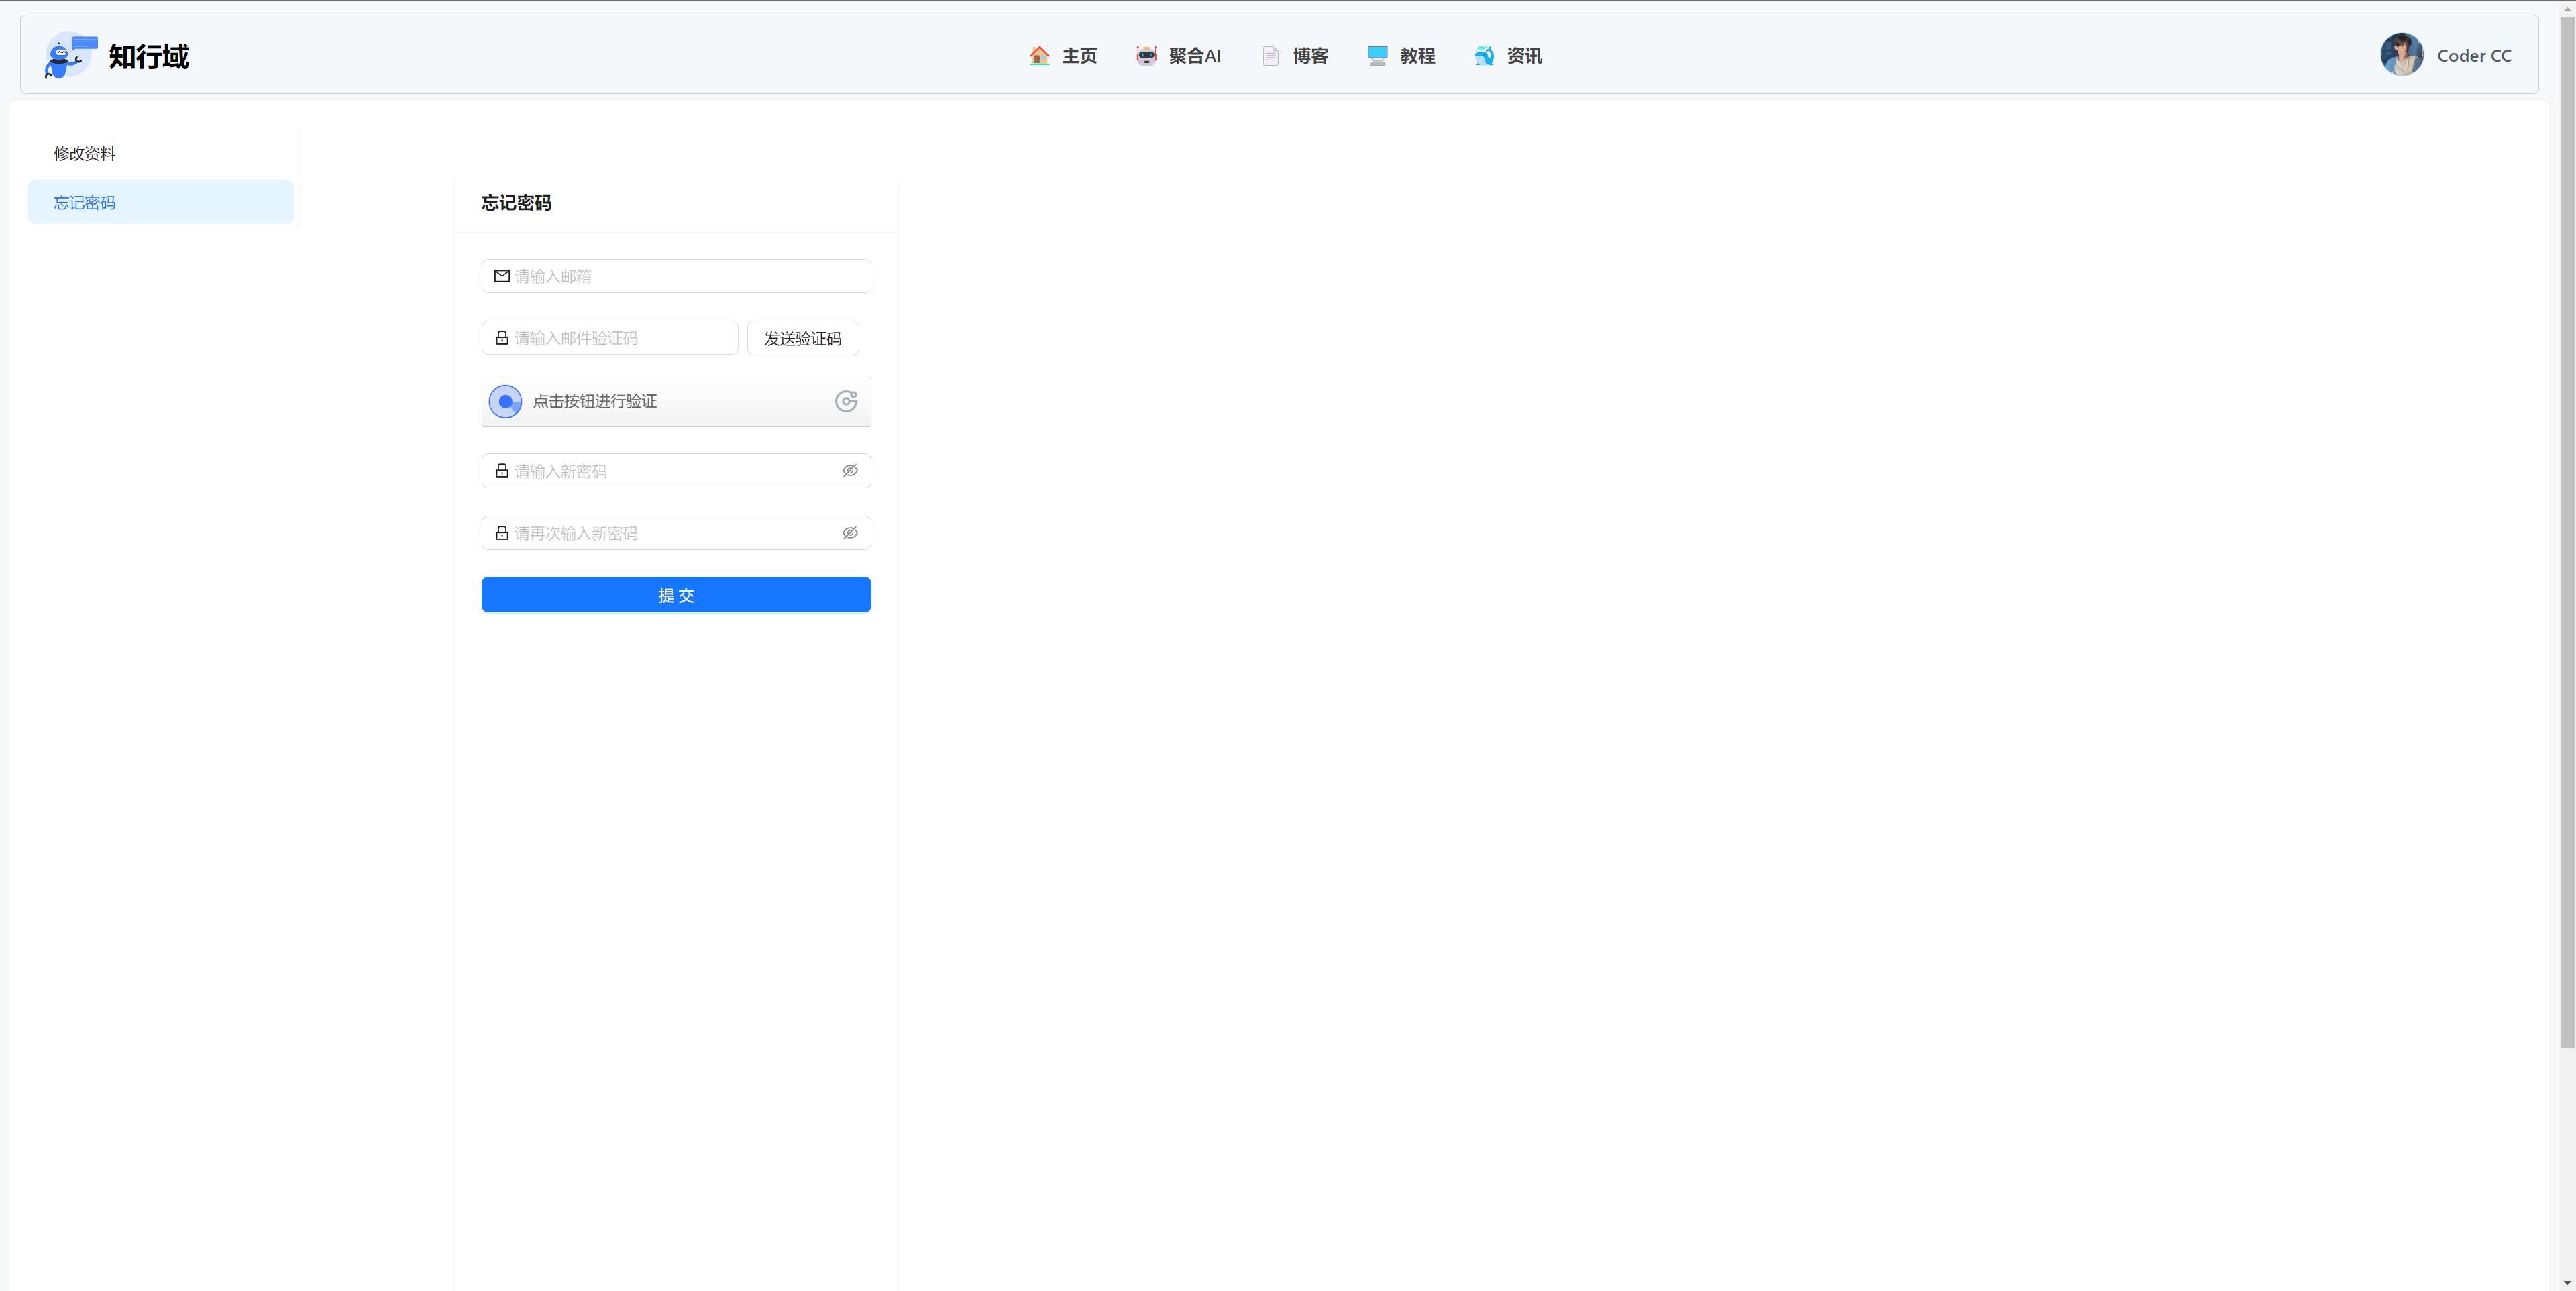 知行域
主页
聚合AI
博客
教程
资讯
Coder CC
修改资料
忘记密码
忘记密码
请输入邮箱
请输入邮件验证码
发送验证码
点击按钮进行验证
请输入新密码
请再次输入新密码
提 交